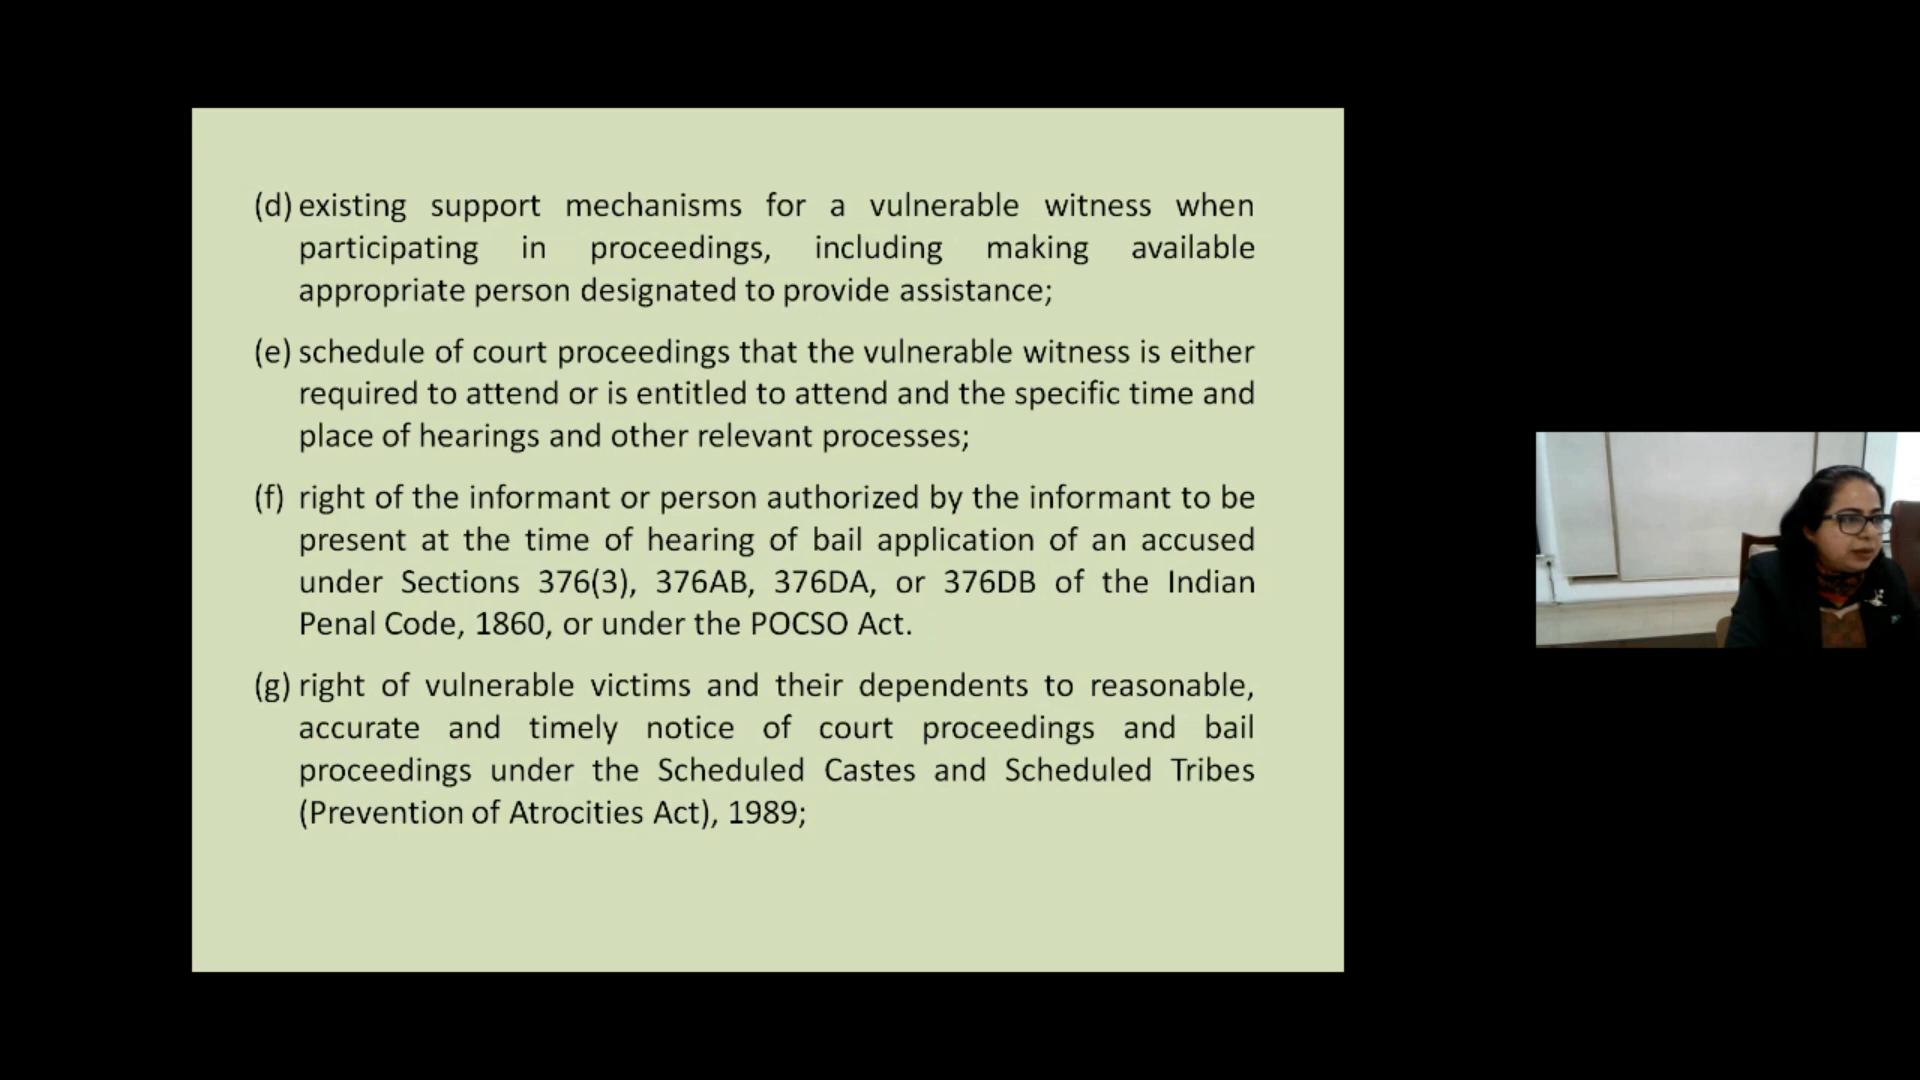 (d) existing support mechanisms for a vulnerable witness when
participating in proceedings, including making available
appropriate person designated to provide assistance;
(e) schedule of court proceedings that the vulnerable witness is either
required to attend or is entitled to attend and the specific time and
place of hearings and other relevant processes;
(f) right of the informant or person authorized by the informant to be
present at the time of hearing of bail application of an accused
under Sections 376(3), 376AB, 376DA, or 376DB of the Indian
Penal Code, 1860, or under the POCSO Act.
(g) right of vulnerable victims and their dependents to reasonable,
accurate and timely notice of court proceedings and bail
proceedings under the Scheduled Castes and Scheduled Tribes
(Prevention of Atrocities Act), 1989;